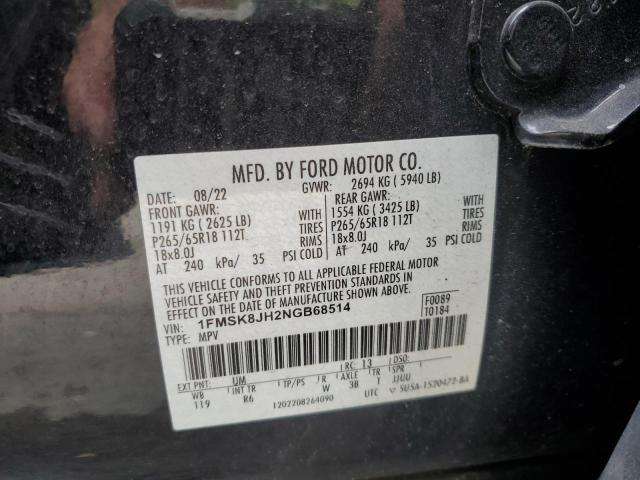 MFD. BY FORD MOTOR CO.
DATE: 08/22 GVWR: 2694 KG ( 5940 LB)
FRONT GAWR: REAR GAWR:
1191 KG ( 2625 LB) WITH 1554 KG ( 3425 LB) WITH
P265/65R18 112T TIRES P265/65R18 112T TIRES
18x8.0J RIMS 18x8.0J RIMS
AT 240 kPa/ 35 PSI COLD AT 240 kPa/ 35 PSI COLD
THIS VEHICLE CONFORMS TO ALL APPLICABLE FEDERAL MOTOR
VEHICLE SAFETY AND THEFT PREVENTION STANDARDS IN
EFFECT ON THE DATE OF MANUFACTURE SHOWN ABOVE.
VIN: 1FMSK8JH2NGB68514 F0089
TYPE: MPV T0184
RC: 13 DSO:
EXT PNT: UM
WB INT TR TP/PS R AXLE TR
119 R6 W 3B T JJUU
1202208264090 UTC